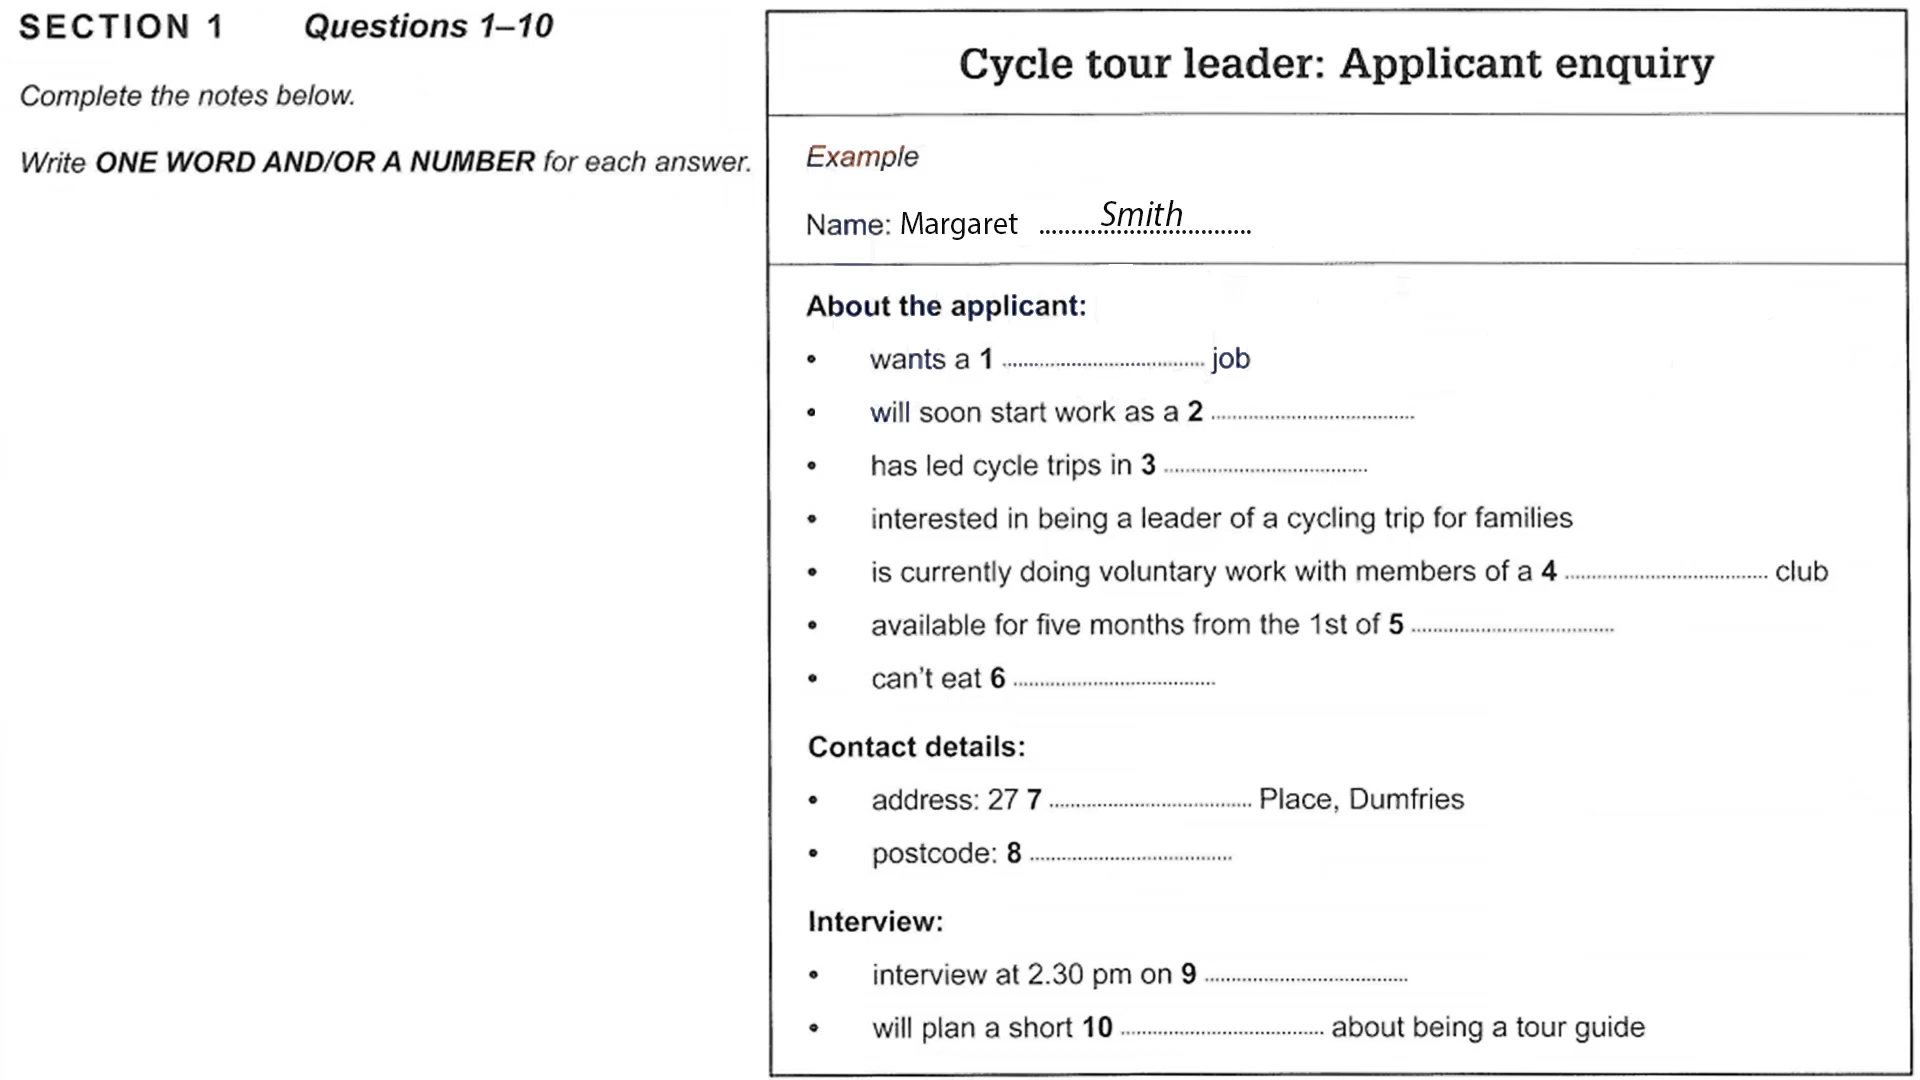 SECTION 1 Questions 1–10
Complete the notes below.
Write ONE WORD AND/OR A NUMBER for each answer.
Cycle tour leader: Applicant enquiry
Example
Name: Margaret ........Smith........
About the applicant:
• wants a 1 ........................ job
• will soon start work as a 2 ........................
• has led cycle trips in 3 ........................
• interested in being a leader of a cycling trip for families
• is currently doing voluntary work with members of a 4 ........................ club
• available for five months from the 1st of 5 ........................
• can't eat 6 ........................
Contact details:
• address: 27 7 ........................ Place, Dumfries
• postcode: 8 ........................
Interview:
• interview at 2.30 pm on 9 ........................
• will plan a short 10 ........................ about being a tour guide